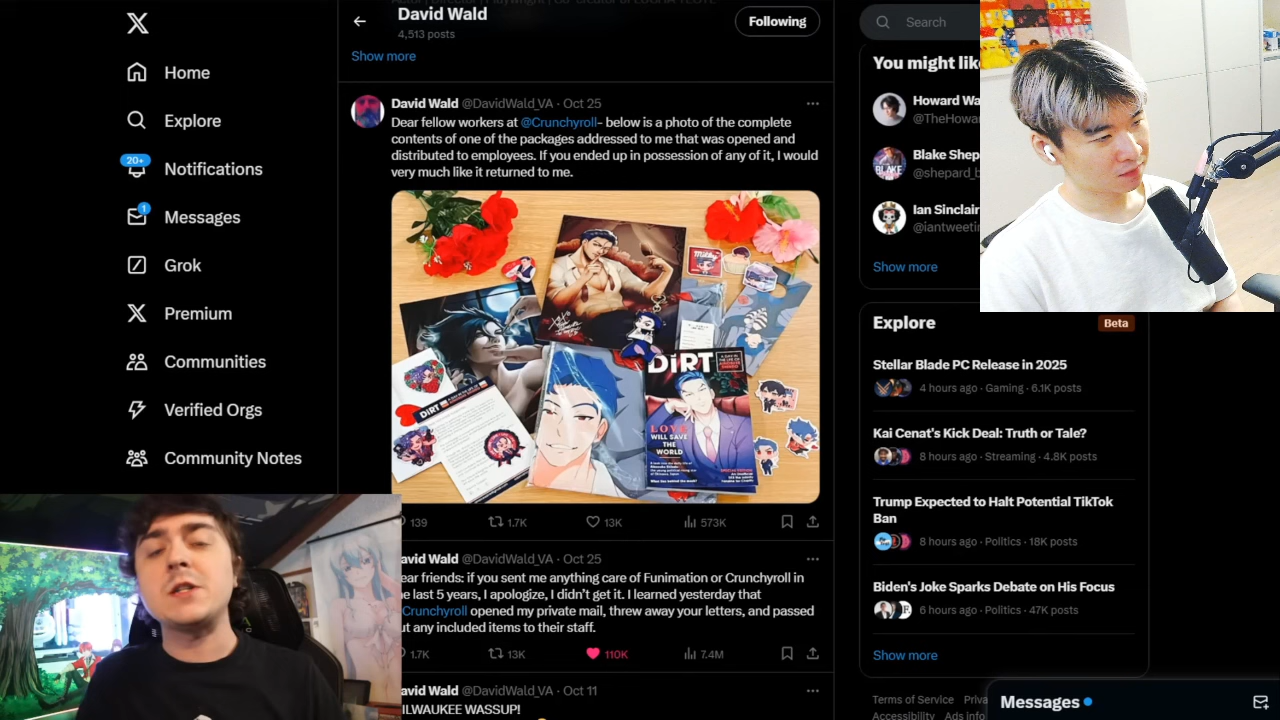 Home
Explore
20+
Notifications
1
Messages
Grok
Premium
Communities
Verified Orgs
Community Notes
David Wald
4,513 posts
Following
Show more
David Wald @DavidWald_VA · Oct 25
Dear fellow workers at @Crunchyroll- below is a photo of the complete
contents of one of the packages addressed to me that was opened and
distributed to employees. If you ended up in possession of any of it, I would
very much like it returned to me.
Milky
DiRT
DiRT
LOVE
WILL SAVE
THE
WORLD
139
1.7K
13K
573K
avid Wald @DavidWald_VA · Oct 25
ear friends: if you sent me anything care of Funimation or Crunchyroll in
e last 5 years, I apologize, I didn't get it. I learned yesterday that
Crunchyroll opened my private mail, threw away your letters, and passed
ut any included items to their staff.
1.7K
13K
110K
7.4M
avid Wald @DavidWald_VA · Oct 11
ILWAUKEE WASSUP!
Search
You might like
Howard Wa
@TheHowar
Blake Shep
@shepard_b
Ian Sinclair
@iantweetin
Show more
Explore
Beta
Stellar Blade PC Release in 2025
4 hours ago · Gaming · 6.1K posts
Kai Cenat's Kick Deal: Truth or Tale?
8 hours ago · Streaming · 4.8K posts
Trump Expected to Halt Potential TikTok
Ban
8 hours ago · Politics · 18K posts
Biden's Joke Sparks Debate on His Focus
6 hours ago · Politics · 47K posts
Show more
Terms of Service Priva
Accessibility Ads info
Messages